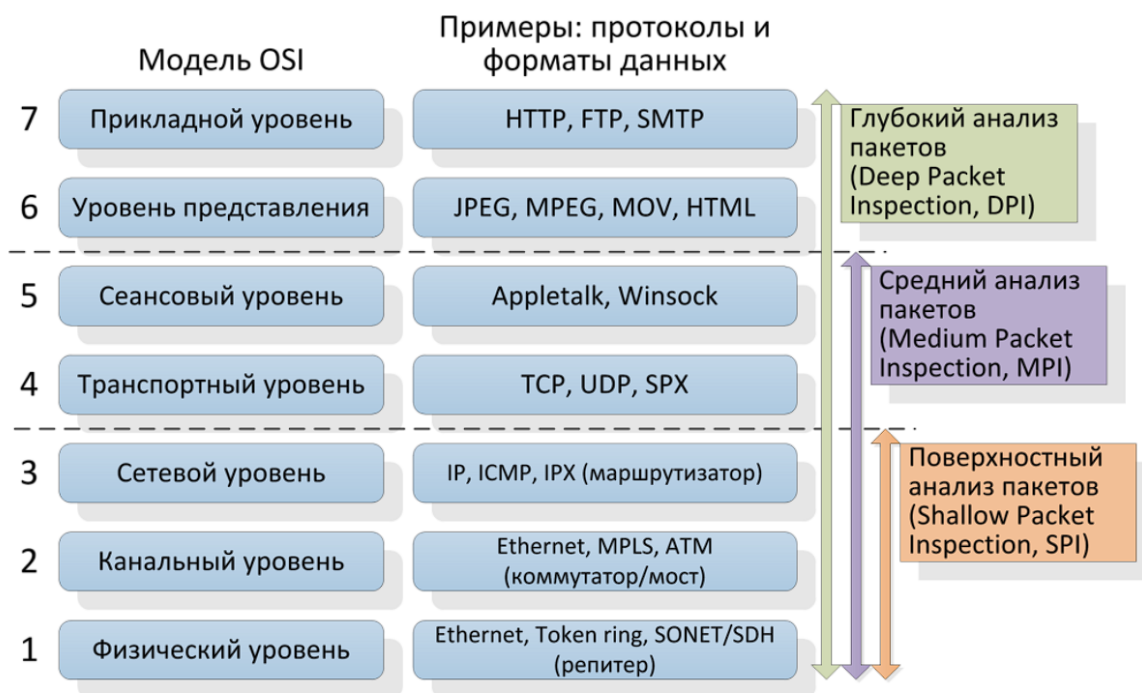 Модель OSI
Примеры: протоколы и
форматы данных
7
Прикладной уровень
HTTP, FTP, SMTP
Глубокий анализ
пакетов
(Deep Packet
Inspection, DPI)
6
Уровень представления
JPEG, MPEG, MOV, HTML
5
Сеансовый уровень
Appletalk, Winsock
Средний анализ
пакетов
(Medium Packet
Inspection, MPI)
4
Транспортный уровень
TCP, UDP, SPX
3
Сетевой уровень
IP, ICMP, IPX (маршрутизатор)
Поверхностный
анализ пакетов
(Shallow Packet
Inspection, SPI)
2
Канальный уровень
Ethernet, MPLS, ATM
(коммутатор/мост)
1
Физический уровень
Ethernet, Token ring, SONET/SDH
(репитер)